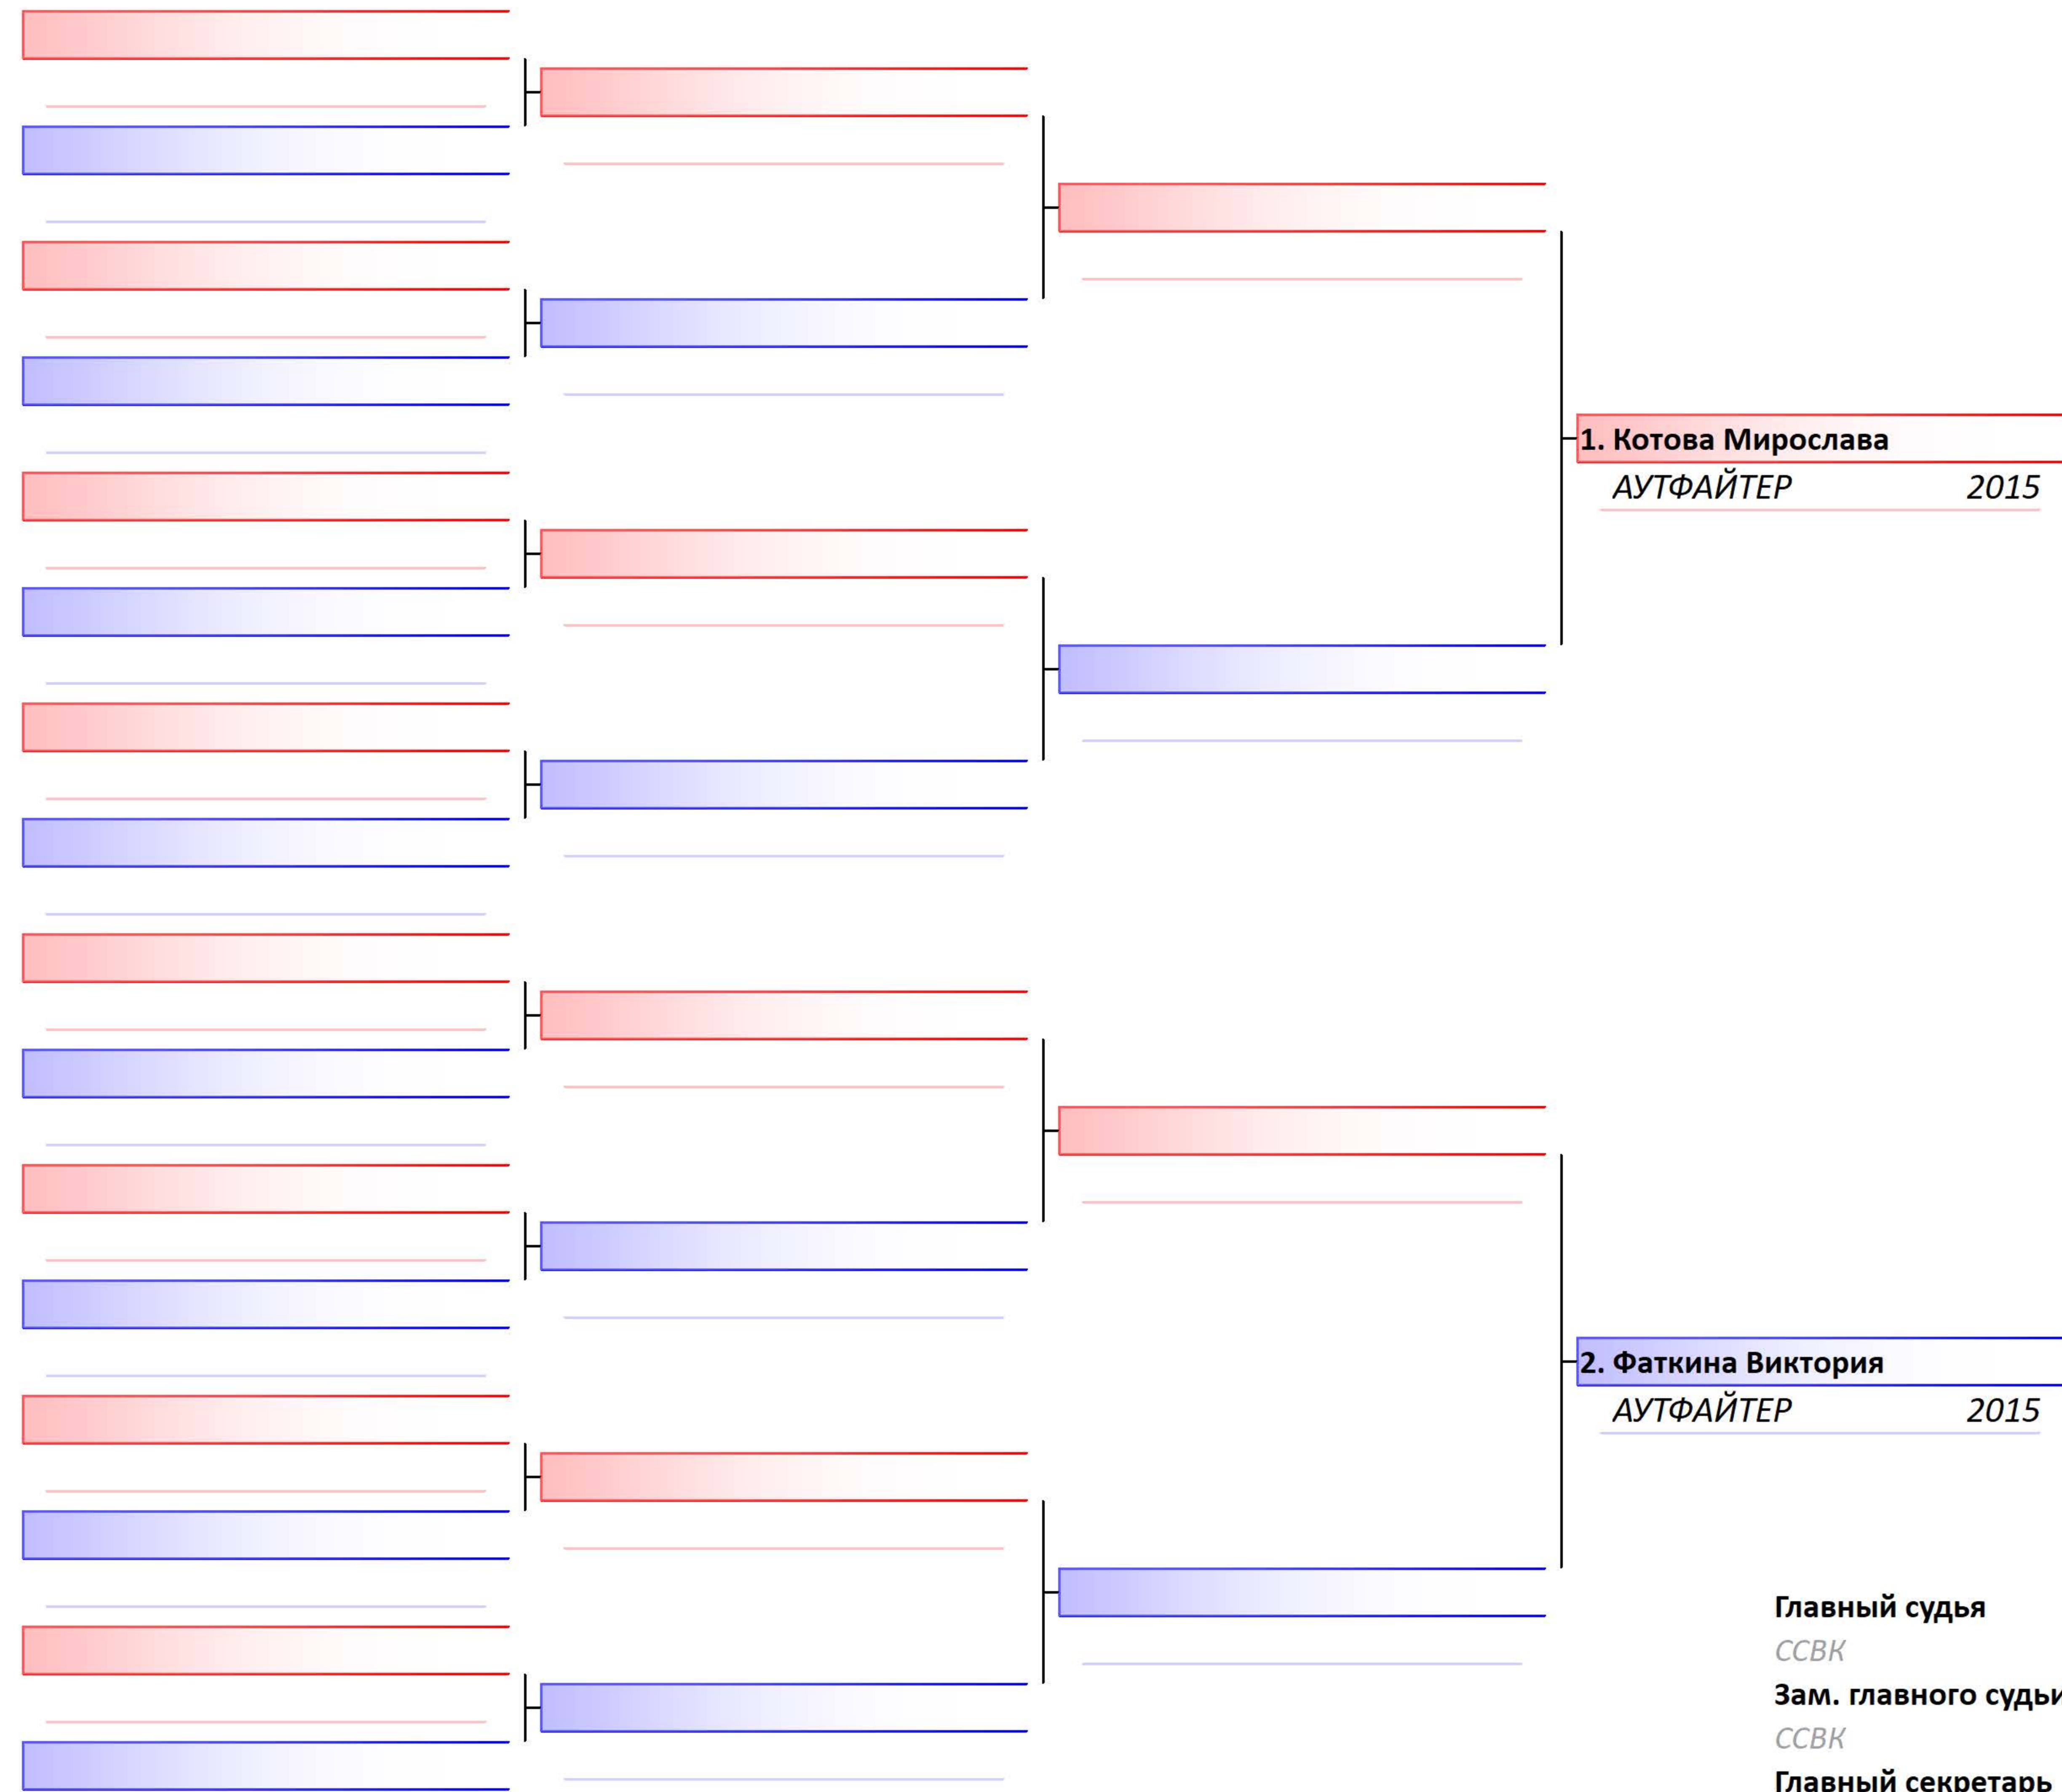 1. Котова Мирослава
АУТФАЙТЕР 2015
2. Фаткина Виктория
АУТФАЙТЕР 2015
Главный судья
ССВК
Зам. главного судьи
ССВК
Главный секретарь